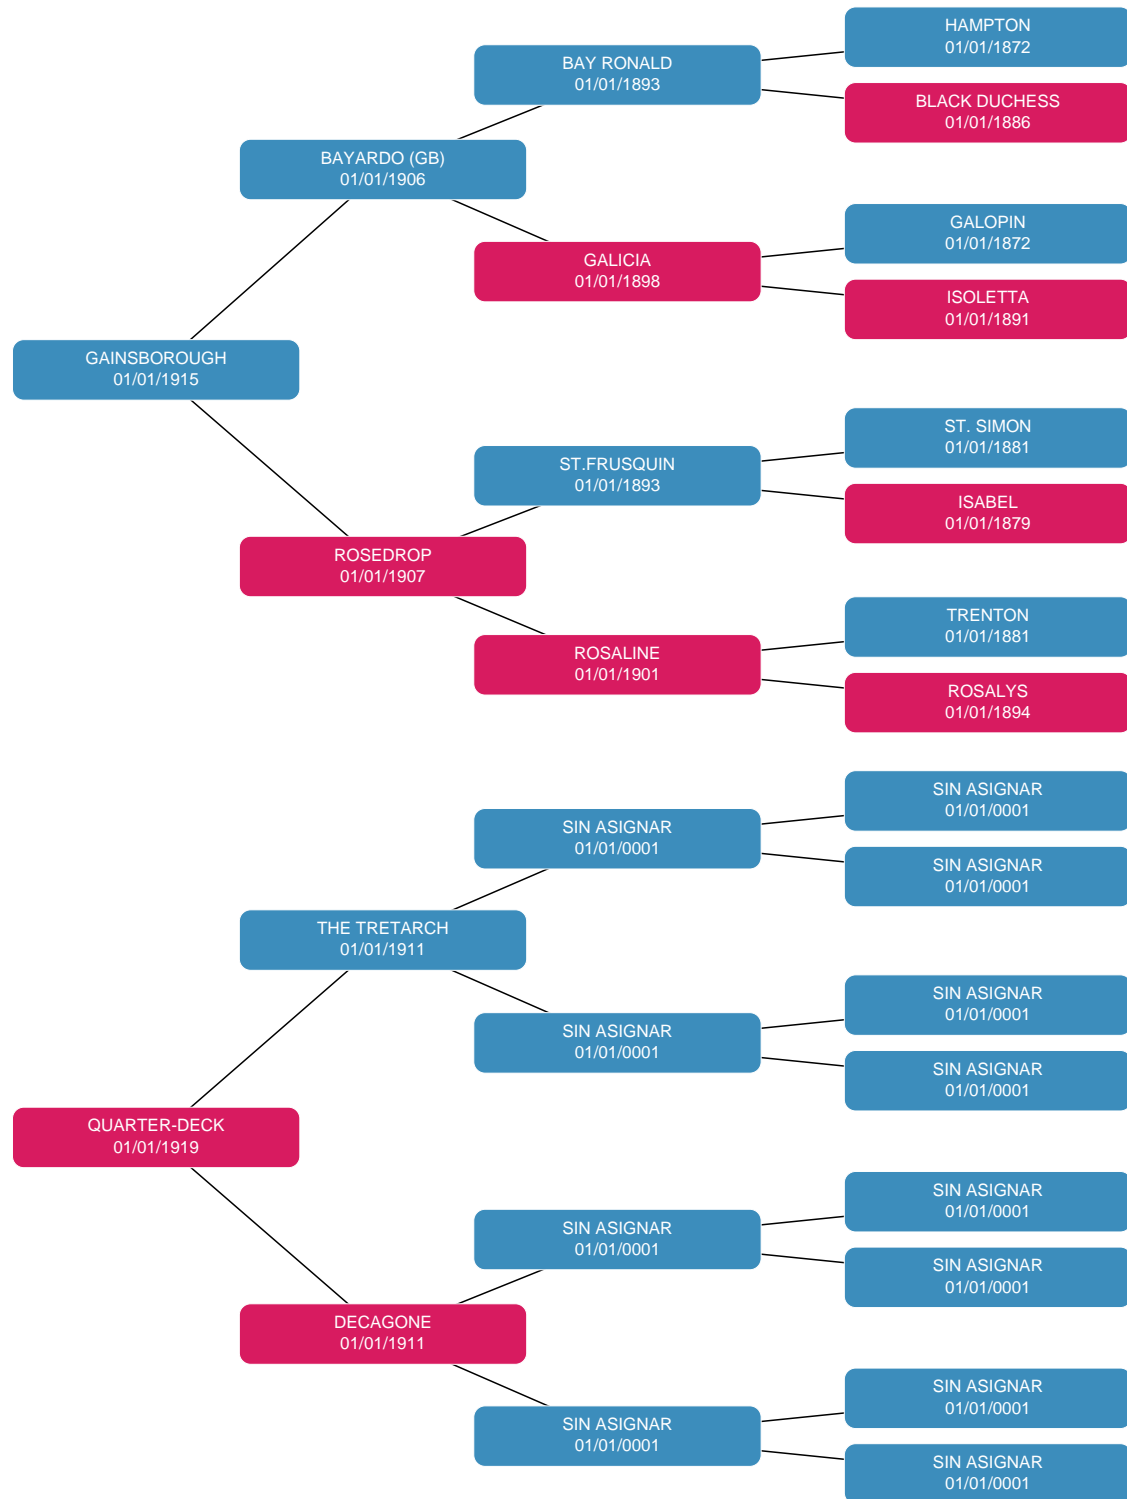 HAMPTON
01/01/1872
BAY RONALD
01/01/1893
BLACK DUCHESS
01/01/1886
BAYARDO (GB)
01/01/1906
GALOPIN
01/01/1872
GALICIA
01/01/1898
ISOLETTA
01/01/1891
GAINSBOROUGH
01/01/1915
ST. SIMON
01/01/1881
ST.FRUSQUIN
01/01/1893
ISABEL
01/01/1879
ROSEDROP
01/01/1907
TRENTON
01/01/1881
ROSALINE
01/01/1901
ROSALYS
01/01/1894
SIN ASIGNAR
01/01/0001
SIN ASIGNAR
01/01/0001
SIN ASIGNAR
01/01/0001
THE TRETARCH
01/01/1911
SIN ASIGNAR
01/01/0001
SIN ASIGNAR
01/01/0001
SIN ASIGNAR
01/01/0001
QUARTER-DECK
01/01/1919
SIN ASIGNAR
01/01/0001
SIN ASIGNAR
01/01/0001
SIN ASIGNAR
01/01/0001
DECAGONE
01/01/1911
SIN ASIGNAR
01/01/0001
SIN ASIGNAR
01/01/0001
SIN ASIGNAR
01/01/0001